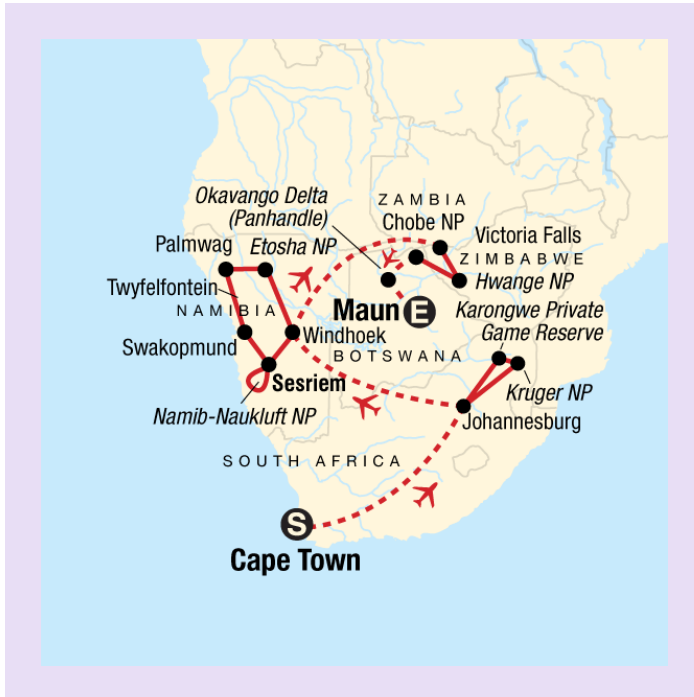 ZAMBIA
Okavango Delta
(Panhandle)
Chobe NP
Palmwag
Etosha NP
Victoria Falls
ZIMBABWE
Twyfelfontein
Hwange NP
NAMIBIA
Maun E
Karongwe Private
Game Reserve
Swakopmund
Windhoek
BOTSWANA
Sesriem
Kruger NP
Namib-Naukluft NP
Johannesburg
SOUTH AFRICA
S
Cape Town